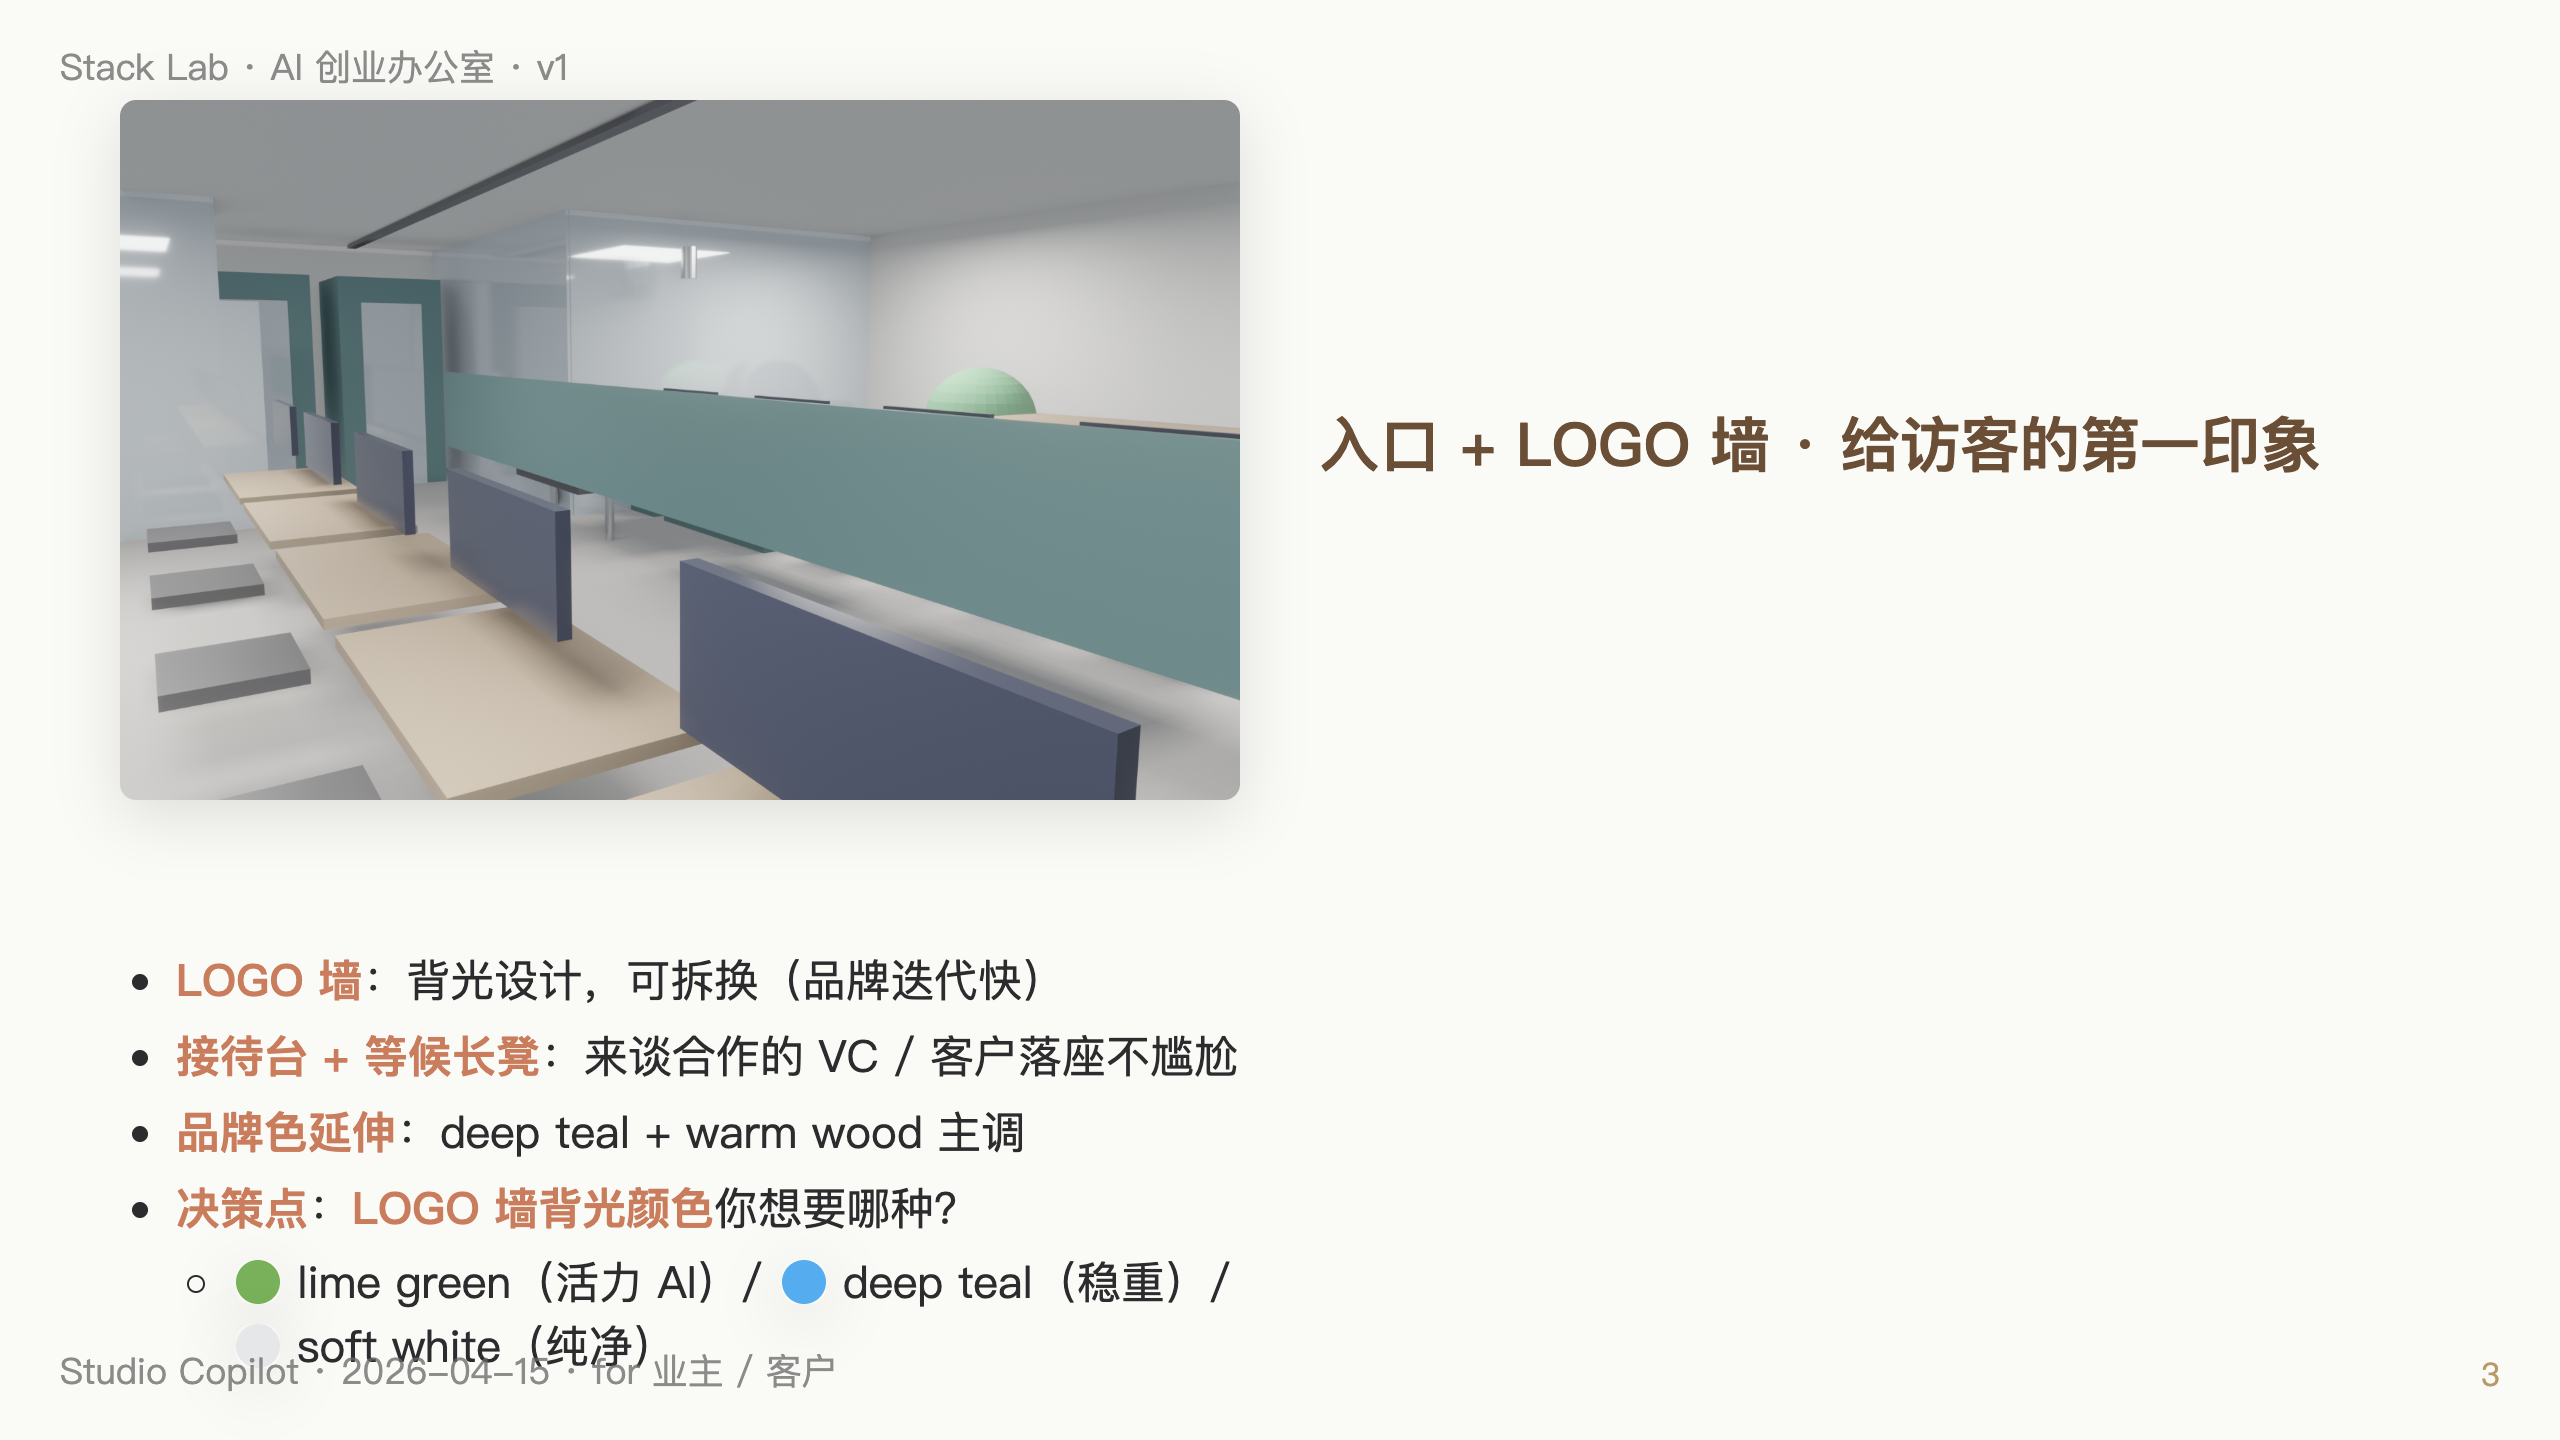 Stack Lab · AI 创业办公室 · v1
入口 + LOGO 墙 · 给访客的第一印象
LOGO 墙：背光设计，可拆换（品牌迭代快）
接待台 + 等候长凳：来谈合作的 VC / 客户落座不尴尬
品牌色延伸：deep teal + warm wood 主调
决策点：LOGO 墙背光颜色你想要哪种？
lime green（活力 AI）/ deep teal（稳重）/
soft white（纯净）
Studio Copilot · 2026-04-15 · for 业主 / 客户
3